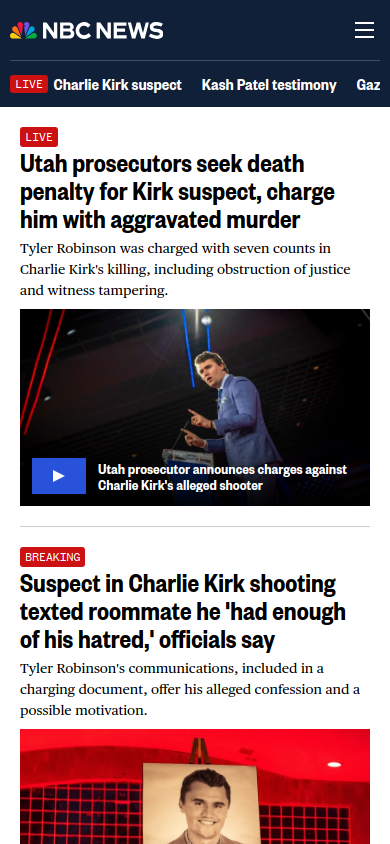 NBC NEWS
LIVE Charlie Kirk suspect Kash Patel testimony Gaz
LIVE
Utah prosecutors seek death
penalty for Kirk suspect, charge
him with aggravated murder
Tyler Robinson was charged with seven counts in
Charlie Kirk's killing, including obstruction of justice
and witness tampering.
Utah prosecutor announces charges against
Charlie Kirk's alleged shooter
BREAKING
Suspect in Charlie Kirk shooting
texted roommate he 'had enough
of his hatred,' officials say
Tyler Robinson's communications, included in a
charging document, offer his alleged confession and a
possible motivation.